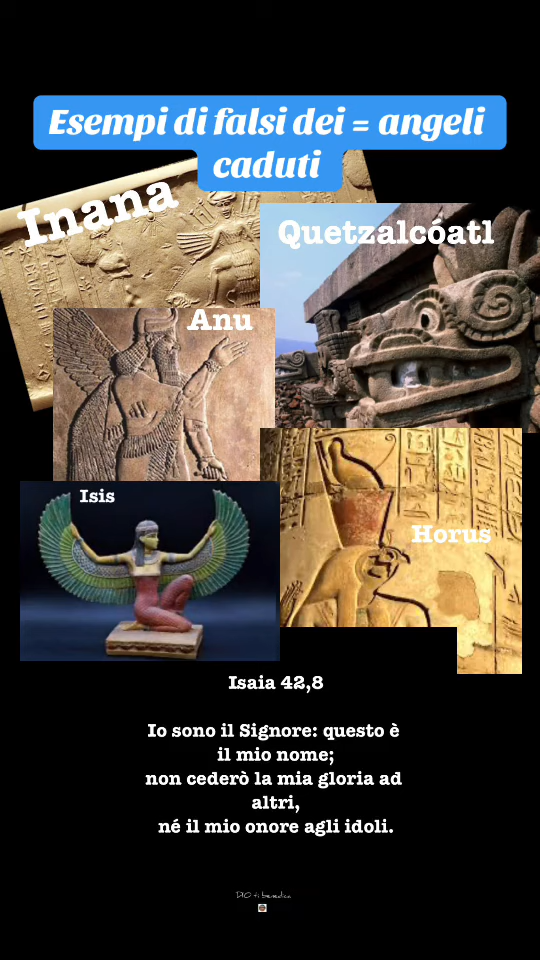 Esempi di falsi dei = angeli
caduti
Inana
Quetzalcóatl
Anu
Isis
Horus
Isaia 42,8
Io sono il Signore: questo è
il mio nome;
non cederò la mia gloria ad
altri,
né il mio onore agli idoli.
DIO ti benedica